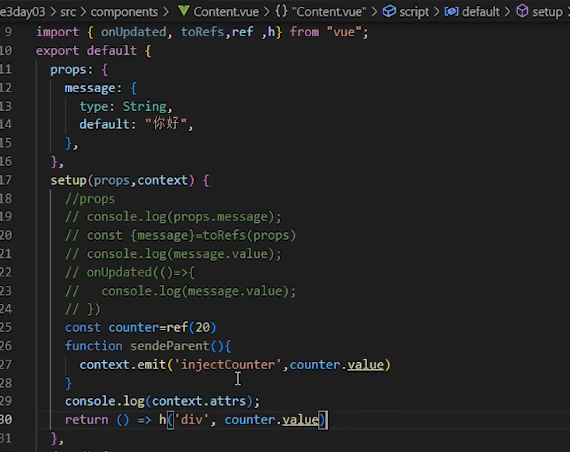 e3day03 > src > components > Content.vue > {} "Content.vue" > script > default > setup
9 import { onUpdated, toRefs,ref ,h} from "vue";
10 export default {
11 props: {
12 message: {
13 type: String,
14 default: "你好",
15 },
16 },
17 setup(props,context) {
18 //props
19 // console.log(props.message);
20 // const {message}=toRefs(props)
21 // console.log(message.value);
22 // onUpdated(()=>{
23 //   console.log(message.value);
24 // })
25 const counter=ref(20)
26 function sendeParent(){
27 context.emit('injectCounter',counter.value)
28 }
29 console.log(context.attrs);
30 return () => h('div', counter.value)
31 },